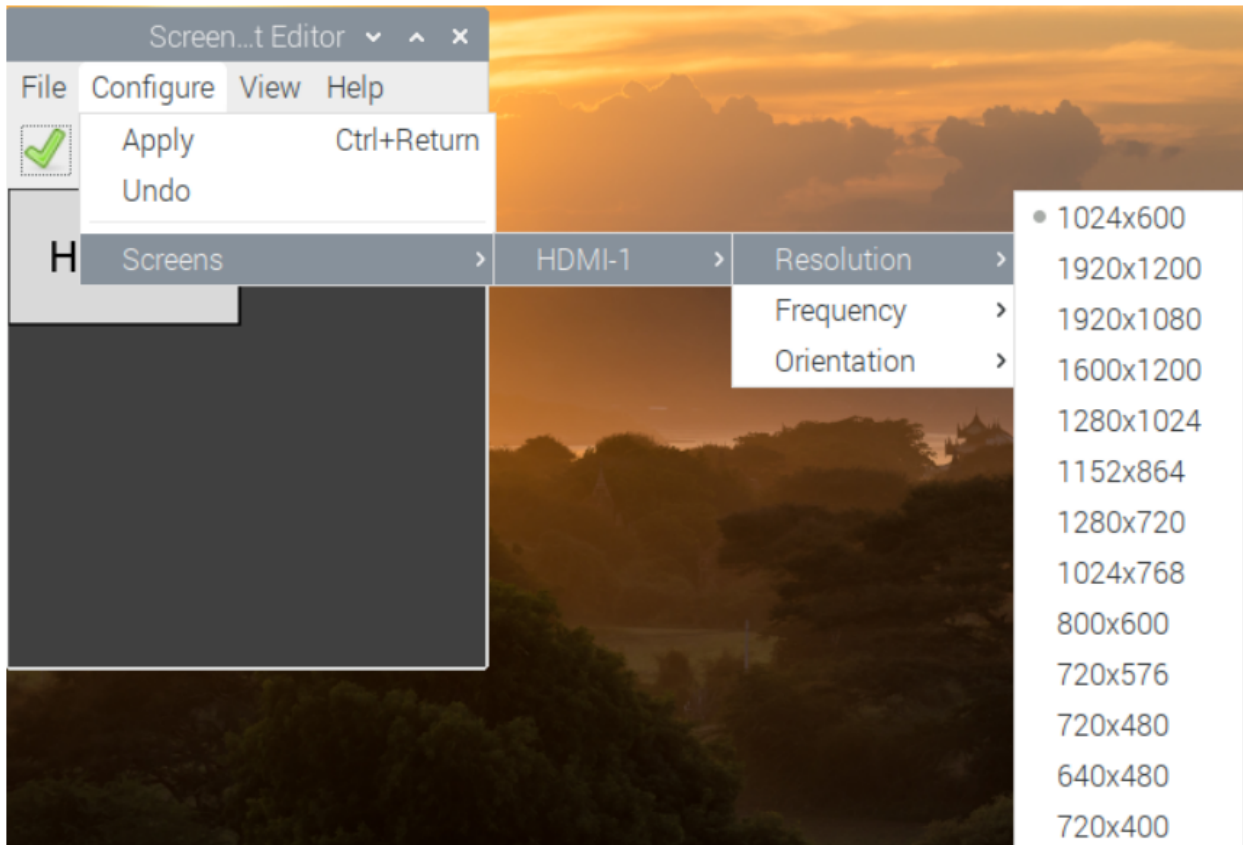 Screen...t Editor
File Configure View Help
Apply Ctrl+Return
Undo
H
Screens
HDMI-1
Resolution
Frequency
Orientation
1024x600
1920x1200
1920x1080
1600x1200
1280x1024
1152x864
1280x720
1024x768
800x600
720x576
720x480
640x480
720x400